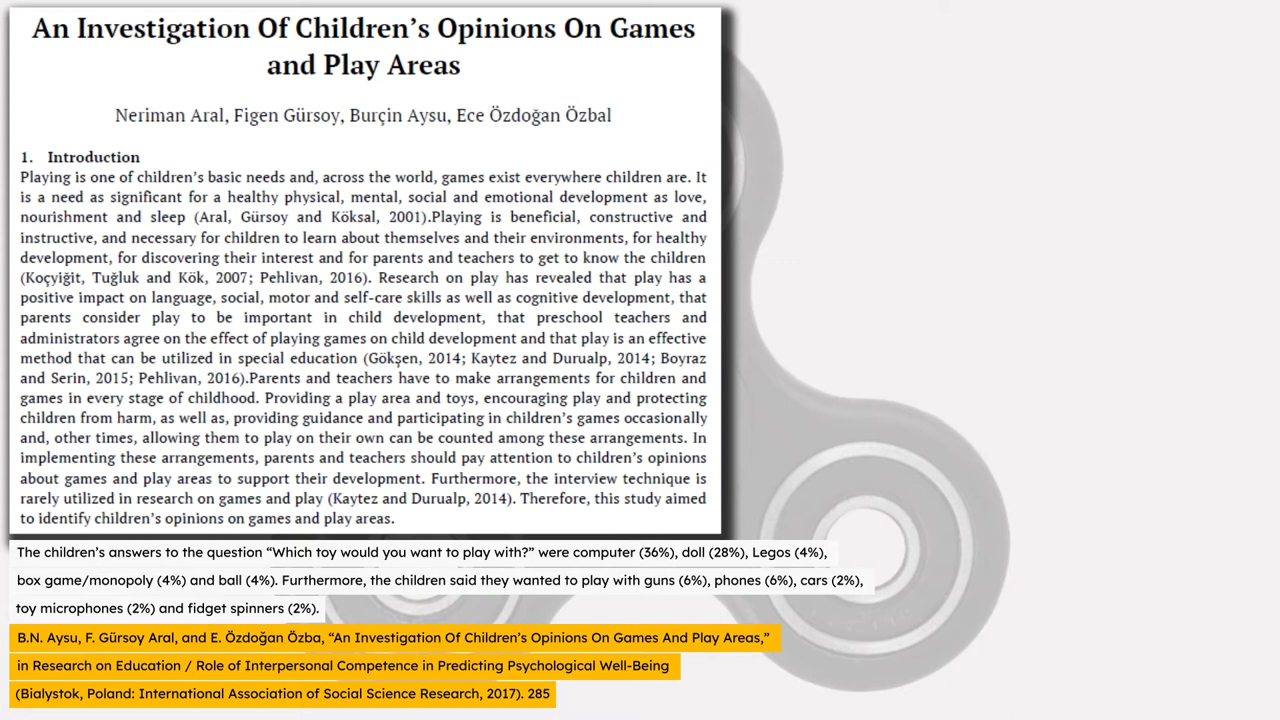 An Investigation Of Children’s Opinions On Games
and Play Areas
Neriman Aral, Figen Gürsoy, Burçin Aysu, Ece Özdoğan Özbal
1. Introduction
Playing is one of children’s basic needs and, across the world, games exist everywhere children are. It
is a need as significant for a healthy physical, mental, social and emotional development as love,
nourishment and sleep (Aral, Gürsoy and Köksal, 2001).Playing is beneficial, constructive and
instructive, and necessary for children to learn about themselves and their environments, for healthy
development, for discovering their interest and for parents and teachers to get to know the children
(Koçyiğit, Tuğluk and Kök, 2007; Pehlivan, 2016). Research on play has revealed that play has a
positive impact on language, social, motor and self-care skills as well as cognitive development, that
parents consider play to be important in child development, that preschool teachers and
administrators agree on the effect of playing games on child development and that play is an effective
method that can be utilized in special education (Gökşen, 2014; Kaytez and Durualp, 2014; Boyraz
and Serin, 2015; Pehlivan, 2016).Parents and teachers have to make arrangements for children and
games in every stage of childhood. Providing a play area and toys, encouraging play and protecting
children from harm, as well as, providing guidance and participating in children’s games occasionally
and, other times, allowing them to play on their own can be counted among these arrangements. In
implementing these arrangements, parents and teachers should pay attention to children’s opinions
about games and play areas to support their development. Furthermore, the interview technique is
rarely utilized in research on games and play (Kaytez and Durualp, 2014). Therefore, this study aimed
to identify children’s opinions on games and play areas.
The children’s answers to the question “Which toy would you want to play with?” were computer (36%), doll (28%), Legos (4%),
box game/monopoly (4%) and ball (4%). Furthermore, the children said they wanted to play with guns (6%), phones (6%), cars (2%),
toy microphones (2%) and fidget spinners (2%).
B.N. Aysu, F. Gürsoy Aral, and E. Özdoğan Özba, “An Investigation Of Children’s Opinions On Games And Play Areas,”
in Research on Education / Role of Interpersonal Competence in Predicting Psychological Well-Being
(Bialystok, Poland: International Association of Social Science Research, 2017). 285